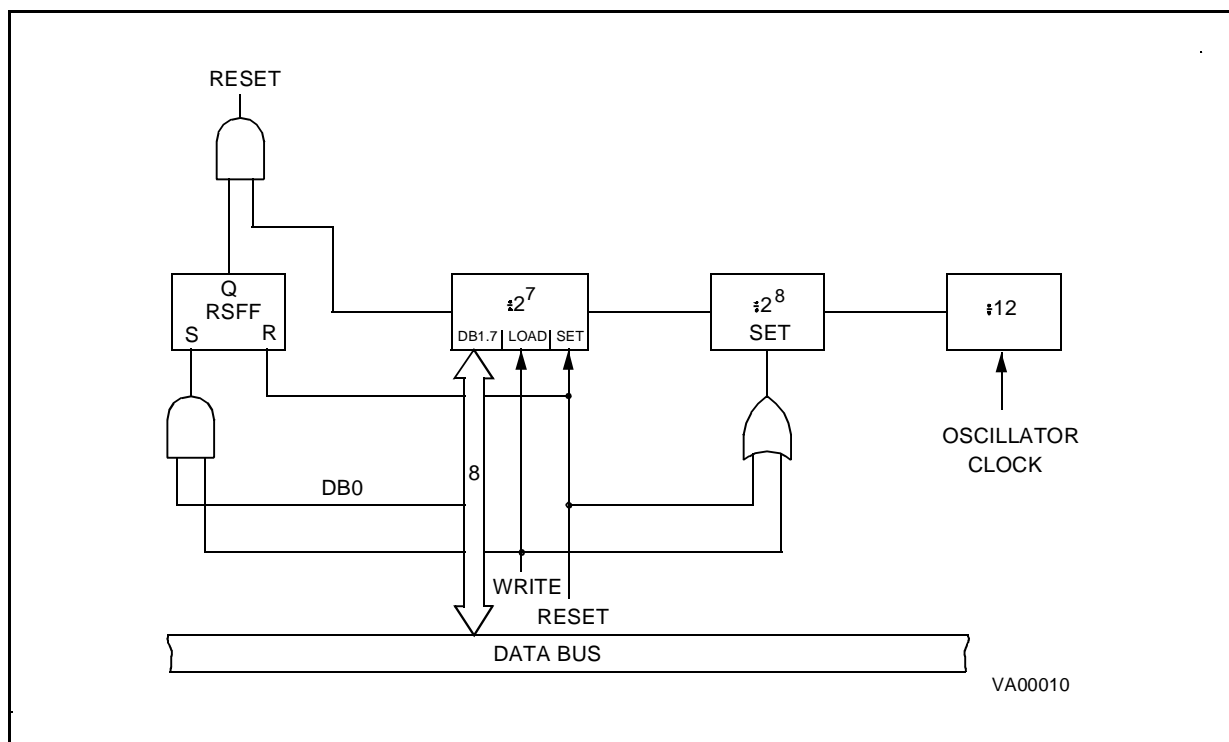 RESET
Q
RSFF
S
R
÷2⁷
DB1.7 LOAD SET
÷2⁸
SET
÷12
OSCILLATOR
CLOCK
8
DB0
WRITE
RESET
DATA BUS
VA00010